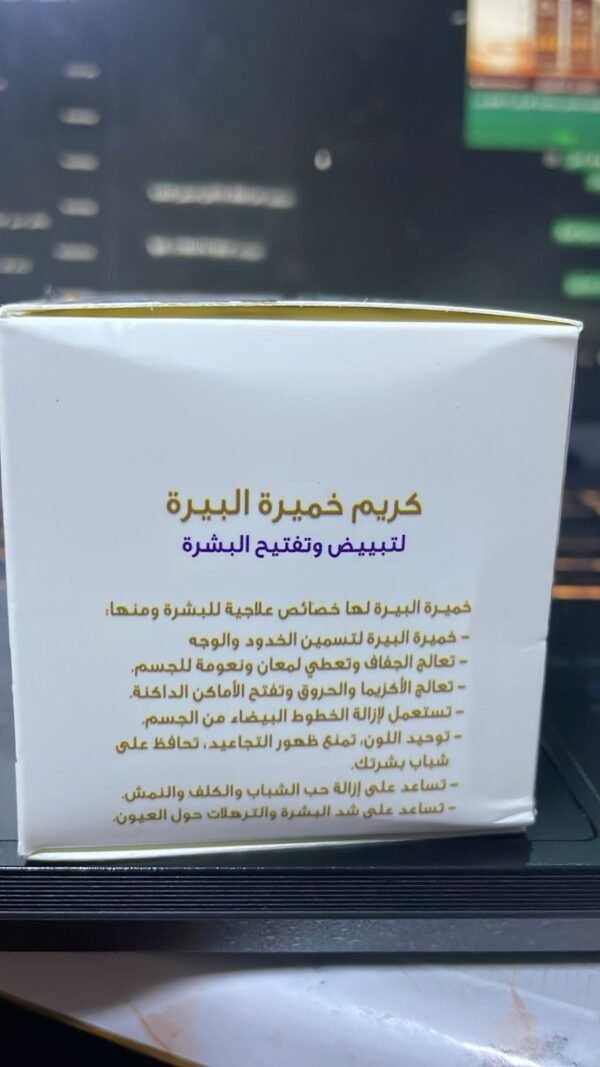 كريم خميرة البيرة
لتبييض وتفتيح البشرة
خميرة البيرة لها خصائص علاجية للبشرة ومنها:
- خميرة البيرة لتسمين الخدود والوجه
- تعالج الجفاف وتعطي لمعان ونعومة للجسم.
- تعالج الأكزيما والحروق وتفتح الأماكن الداكنة.
- تستعمل لإزالة الخطوط البيضاء من الجسم.
- توحيد اللون، تمنع ظهور التجاعيد، تحافظ على
شباب بشرتك.
- تساعد على إزالة حب الشباب والكلف والنمش.
- تساعد على شد البشرة والترهلات حول العيون.